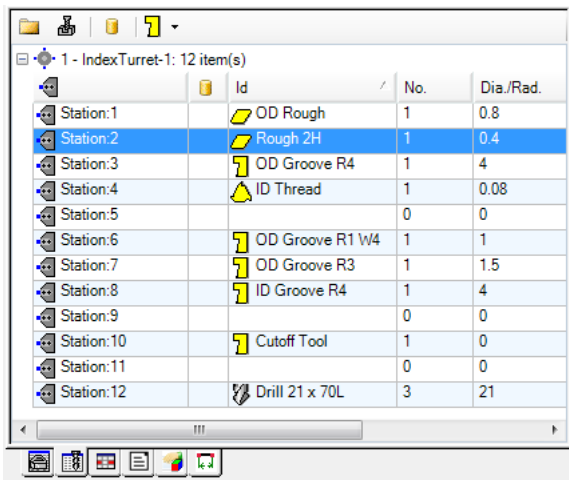 1 - IndexTurret-1: 12 item(s)
Id / No. Dia./Rad.
Station:1 OD Rough 1 0.8
Station:2 Rough 2H 1 0.4
Station:3 OD Groove R4 1 4
Station:4 ID Thread 1 0.08
Station:5 0 0
Station:6 OD Groove R1 W4 1 1
Station:7 OD Groove R3 1 1.5
Station:8 ID Groove R4 1 4
Station:9 0 0
Station:10 Cutoff Tool 1 0
Station:11 0 0
Station:12 Drill 21 x 70L 3 21